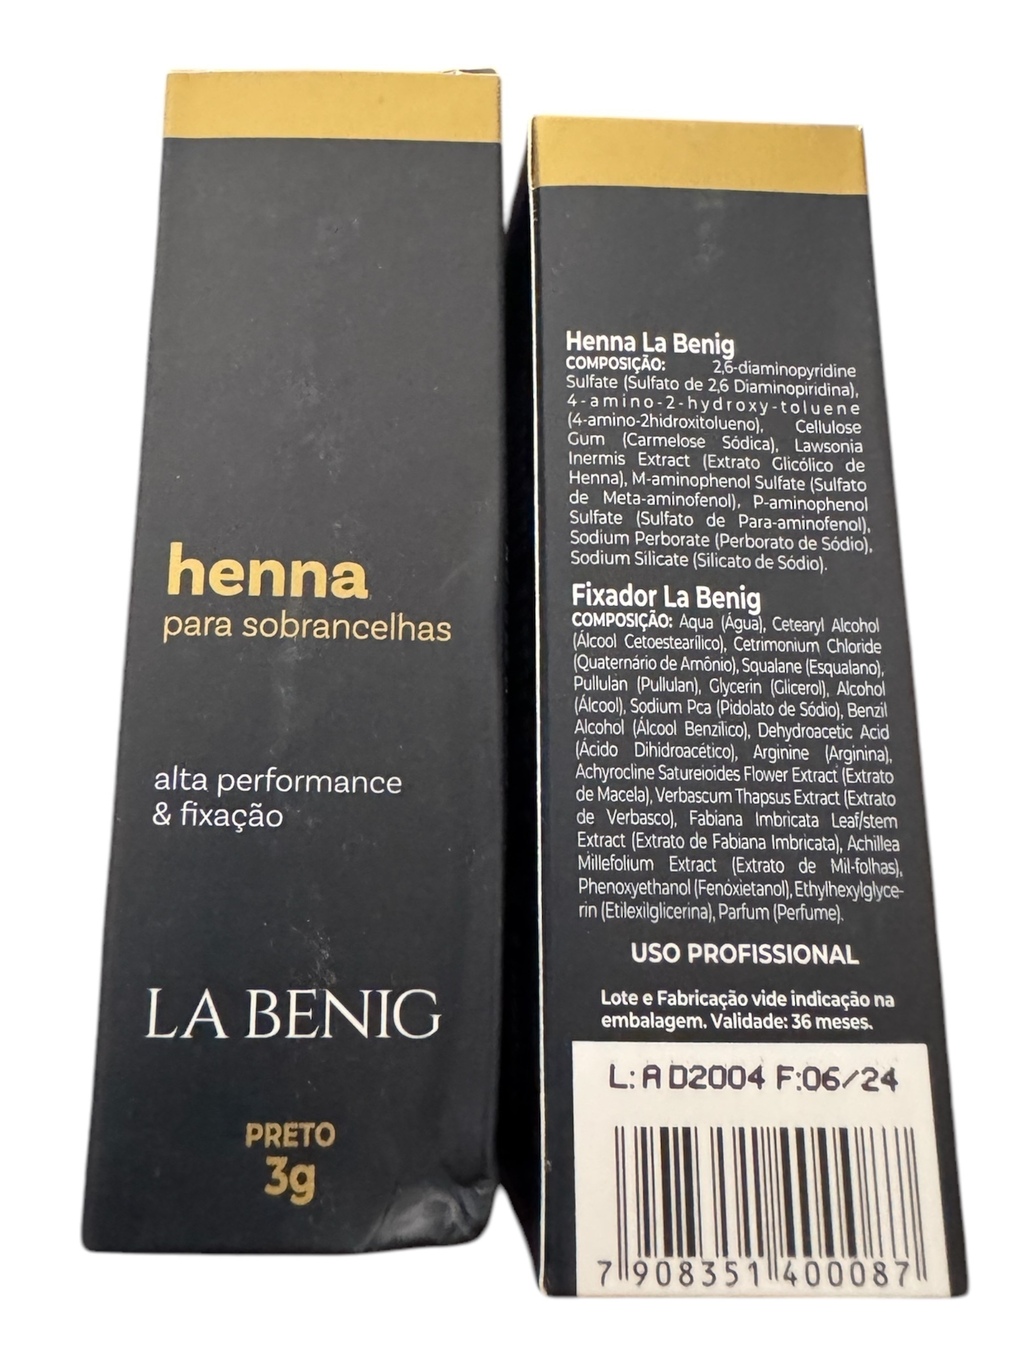 henna
para sobrancelhas
alta performance
& fixação
LA BENIG
PRETO
3g
Henna La Benig
COMPOSIÇÃO: 2,6-diaminopyridine
Sulfate (Sulfato de 2,6 Diaminopiridina),
4-amino-2-hydroxy-toluene
(4-amino-2hidroxitolueno), Cellulose
Gum (Carmelose Sódica), Lawsonia
Inermis Extract (Extrato Glicólico de
Henna), M-aminophenol Sulfate (Sulfato
de Meta-aminofenol), P-aminophenol
Sulfate (Sulfato de Para-aminofenol),
Sodium Perborate (Perborato de Sódio),
Sodium Silicate (Silicato de Sódio).
Fixador La Benig
COMPOSIÇÃO: Aqua (Água), Cetearyl Alcohol
(Álcool Cetoestearílico), Cetrimonium Chloride
(Quaternário de Amônio), Squalane (Esqualano),
Pullulan (Pullulan), Glycerin (Glicerol), Alcohol
(Álcool), Sodium Pca (Pidolato de Sódio), Benzil
Alcohol (Álcool Benzílico), Dehydroacetic Acid
(Ácido Dihidroacético), Arginine (Arginina),
Achyrocline Satureioides Flower Extract (Extrato
de Macela), Verbascum Thapsus Extract (Extrato
de Verbasco), Fabiana Imbricata Leaf/stem
Extract (Extrato de Fabiana Imbricata), Achillea
Millefolium Extract (Extrato de Mil-folhas),
Phenoxyethanol (Fenóxietanol), Ethylhexylglyce-
rin (Etilexilglicerina), Parfum (Perfume).
USO PROFISSIONAL
Lote e Fabricação vide indicação na
embalagem. Validade: 36 meses.
L: A D2004 F:06/24
7 908351 400087